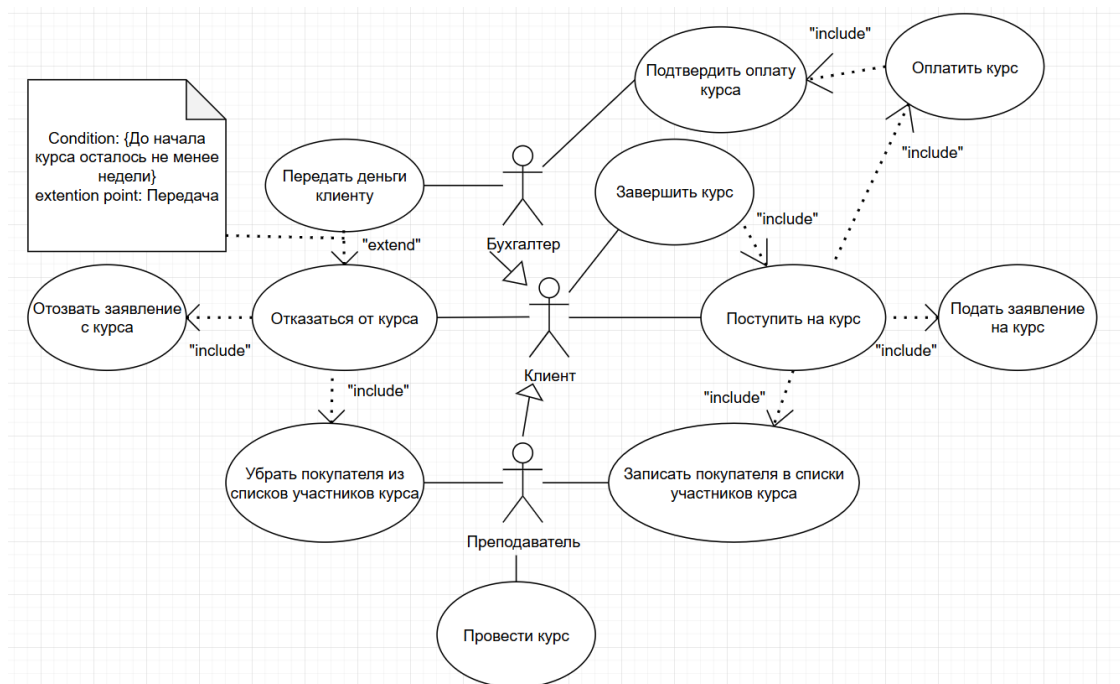 "include"
Подтвердить оплату
курса
Оплатить курс
Condition: {До начала
курса осталось не менее
недели}
extention point: Передача
"include"
Передать деньги
клиенту
Завершить курс
"include"
Бухгалтер
"extend"
Отозвать заявление
с курса
Отказаться от курса
Поступить на курс
Подать заявление
на курс
"include"
"include"
Клиент
"include"
"include"
Убрать покупателя из
списков участников курса
Записать покупателя в списки
участников курса
Преподаватель
Провести курс